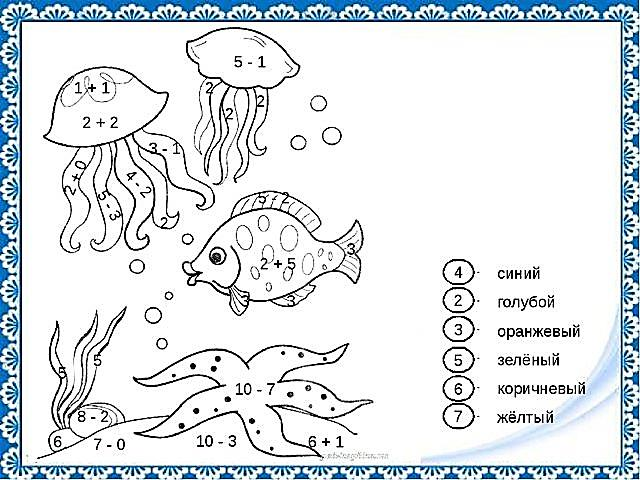 5 - 1
1 + 1
2
2
2
2 + 2
3 - 1
2 + 0
4 - 2
5 - 3
2
5 - 2
3
2 + 5
3
4 - синий
2 - голубой
3 - оранжевый
5 - зелёный
6 - коричневый
7 - жёлтый
5
5
10 - 7
8 - 2
6
7 - 0
10 - 3
6 + 1